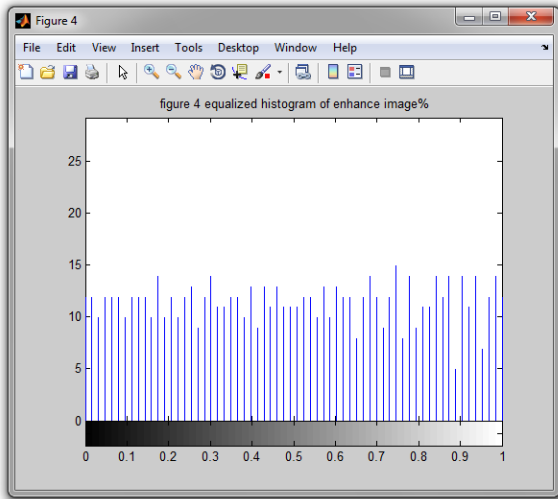 Figure 4
File Edit View Insert Tools Desktop Window Help
figure 4 equalized histogram of enhance image%
25
20
15
10
5
0
0 0.1 0.2 0.3 0.4 0.5 0.6 0.7 0.8 0.9 1